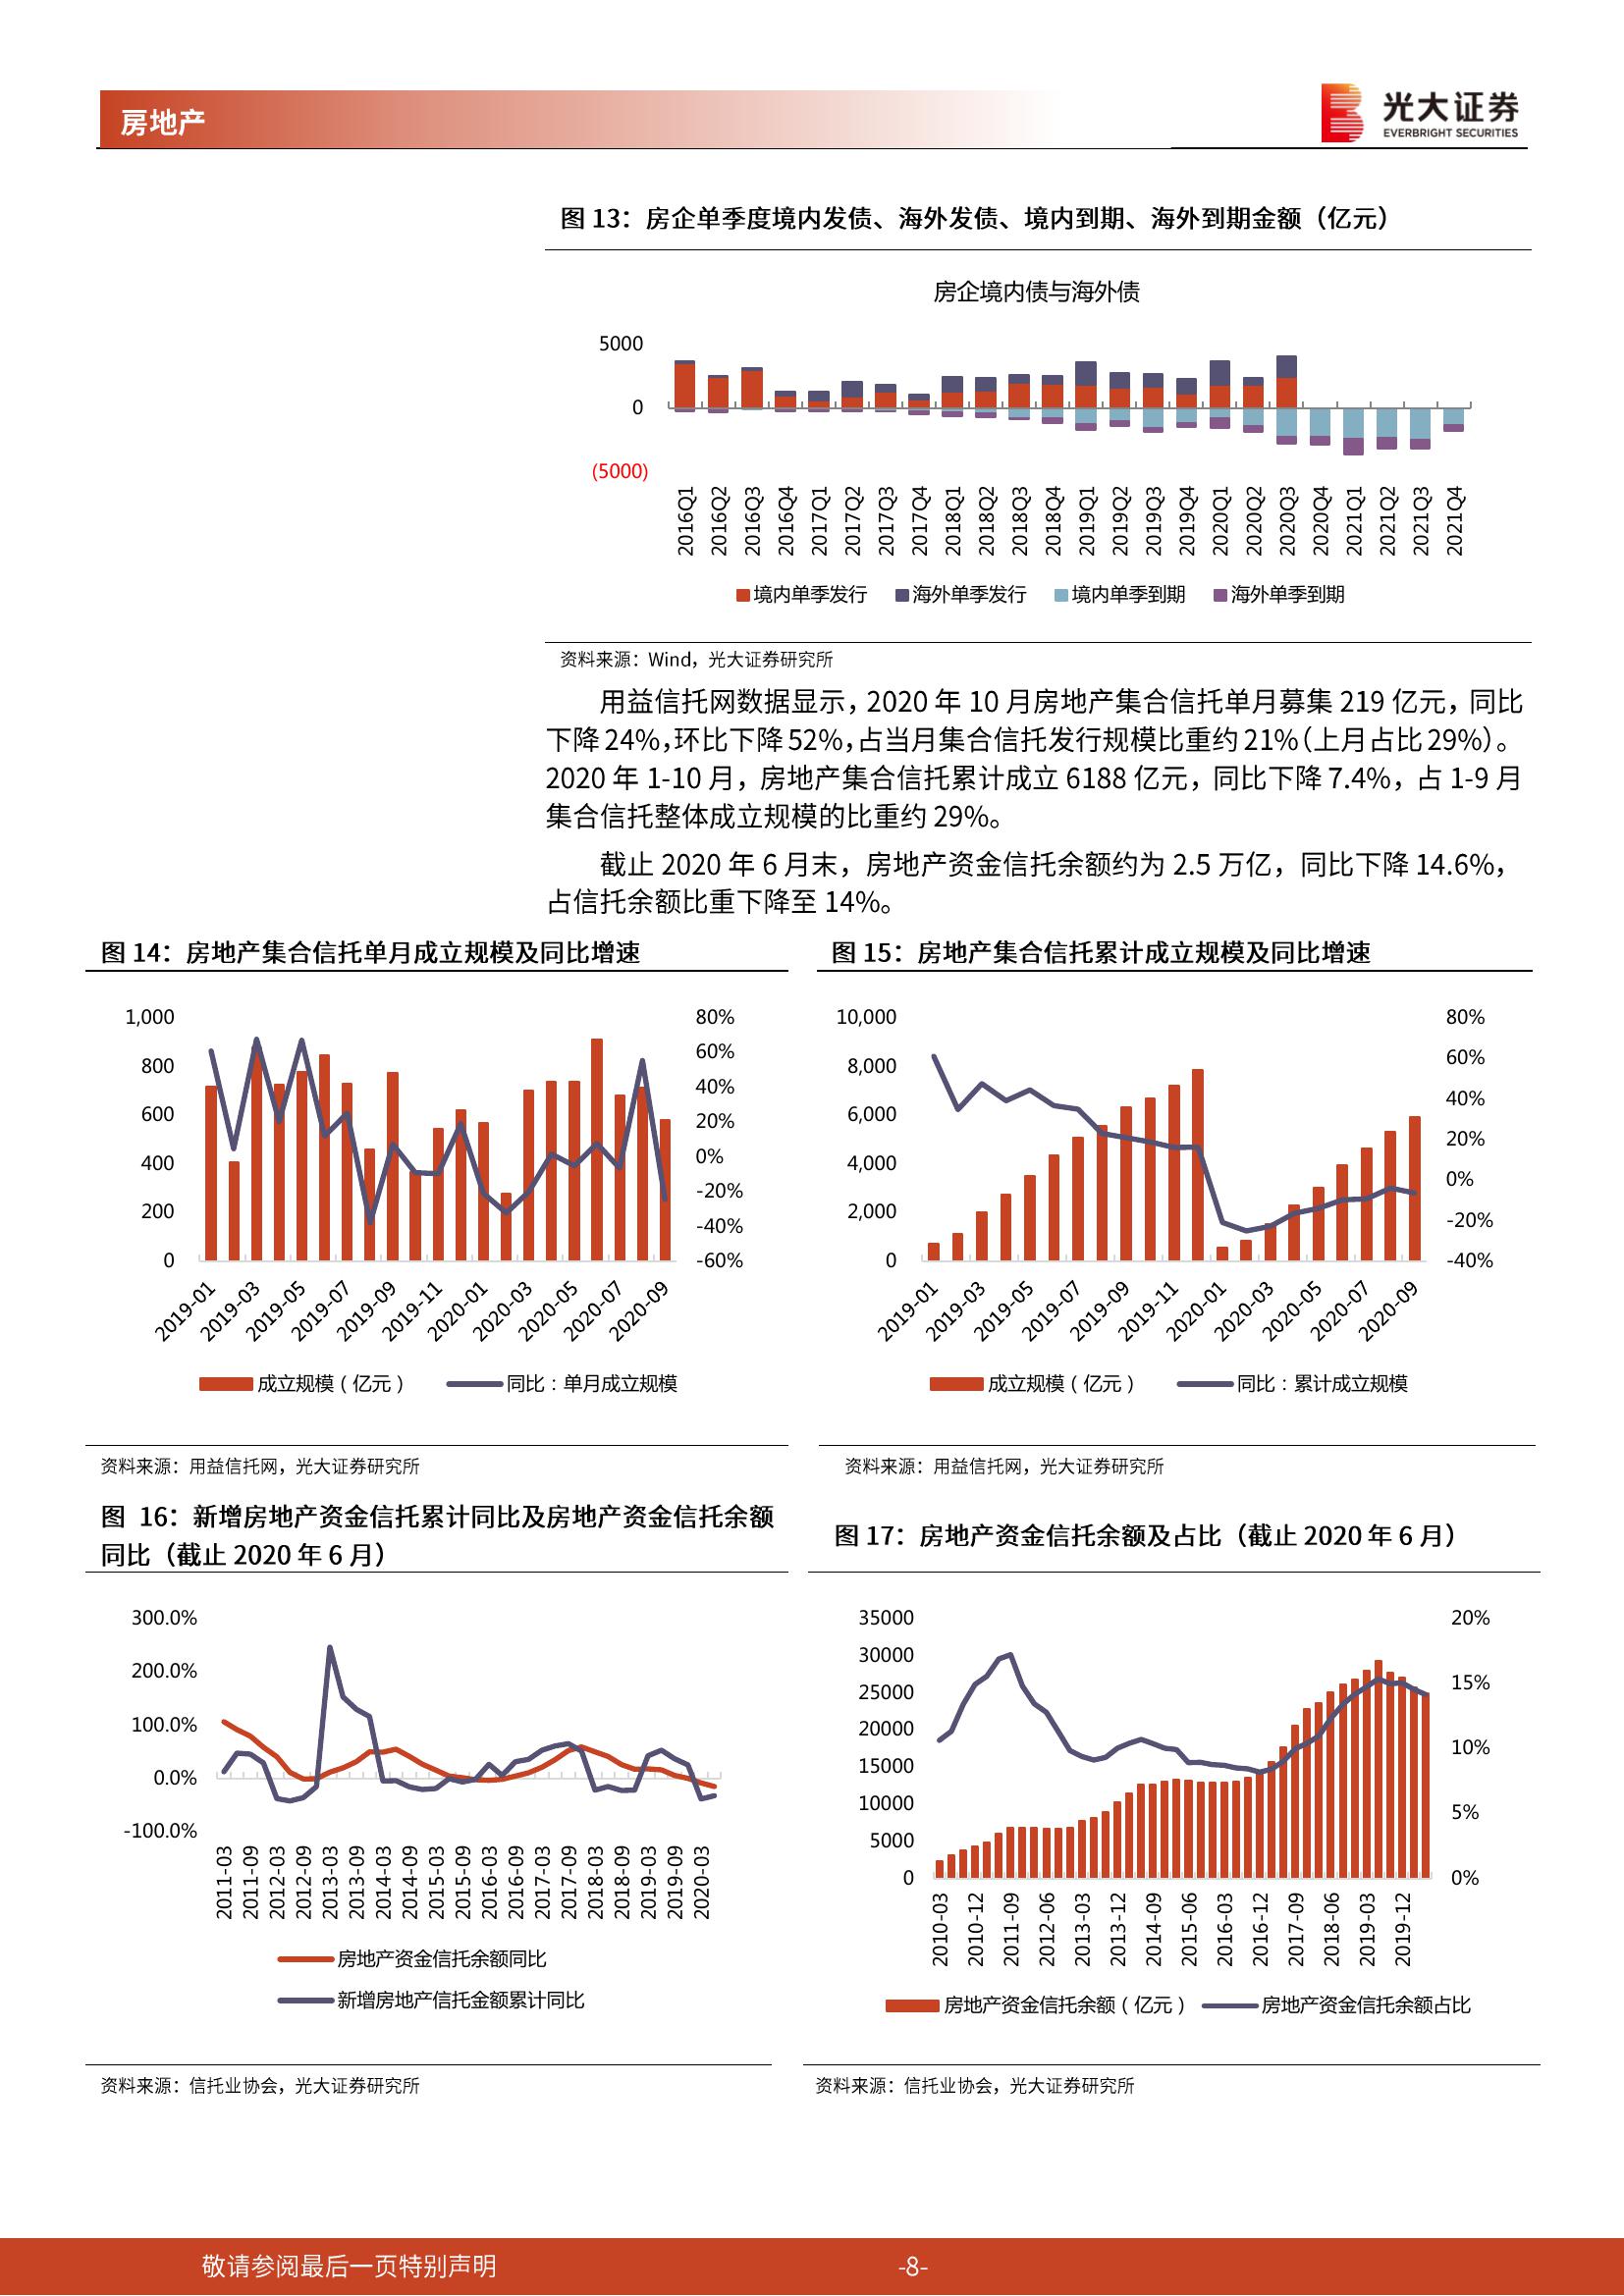 房地产
光大证券
EVERBRIGHT SECURITIES
图 13：房企单季度境内发债、海外发债、境内到期、海外到期金额（亿元）
房企境内债与海外债
5000
0
(5000)
2016Q1 2016Q2 2016Q3 2016Q4 2017Q1 2017Q2 2017Q3 2017Q4 2018Q1 2018Q2 2018Q3 2018Q4 2019Q1 2019Q2 2019Q3 2019Q4 2020Q1 2020Q2 2020Q3 2020Q4 2021Q1 2021Q2 2021Q3 2021Q4
境内单季发行 海外单季发行 境内单季到期 海外单季到期
资料来源：Wind，光大证券研究所
用益信托网数据显示，2020 年 10 月房地产集合信托单月募集 219 亿元，同比
下降 24%，环比下降 52%，占当月集合信托发行规模比重约 21%（上月占比 29%）。
2020 年 1-10 月，房地产集合信托累计成立 6188 亿元，同比下降 7.4%，占 1-9 月
集合信托整体成立规模的比重约 29%。
截止 2020 年 6 月末，房地产资金信托余额约为 2.5 万亿，同比下降 14.6%，
占信托余额比重下降至 14%。
图 14：房地产集合信托单月成立规模及同比增速
1,000
800
600
400
200
0
80%
60%
40%
20%
0%
-20%
-40%
-60%
2019-01 2019-03 2019-05 2019-07 2019-09 2019-11 2020-01 2020-03 2020-05 2020-07 2020-09
成立规模（亿元） 同比：单月成立规模
资料来源：用益信托网，光大证券研究所
图 15：房地产集合信托累计成立规模及同比增速
10,000
8,000
6,000
4,000
2,000
0
80%
60%
40%
20%
0%
-20%
-40%
2019-01 2019-03 2019-05 2019-07 2019-09 2019-11 2020-01 2020-03 2020-05 2020-07 2020-09
成立规模（亿元） 同比：累计成立规模
资料来源：用益信托网，光大证券研究所
图 16：新增房地产资金信托累计同比及房地产资金信托余额
同比（截止 2020 年 6 月）
300.0%
200.0%
100.0%
0.0%
-100.0%
2011-03 2011-09 2012-03 2012-09 2013-03 2013-09 2014-03 2014-09 2015-03 2015-09 2016-03 2016-09 2017-03 2017-09 2018-03 2018-09 2019-03 2019-09 2020-03
房地产资金信托余额同比
新增房地产信托金额累计同比
资料来源：信托业协会，光大证券研究所
图 17：房地产资金信托余额及占比（截止 2020 年 6 月）
35000
30000
25000
20000
15000
10000
5000
0
20%
15%
10%
5%
0%
2010-03 2010-12 2011-09 2012-06 2013-03 2013-12 2014-09 2015-06 2016-03 2016-12 2017-09 2018-06 2019-03 2019-12
房地产资金信托余额（亿元） 房地产资金信托余额占比
资料来源：信托业协会，光大证券研究所
敬请参阅最后一页特别声明
-8-